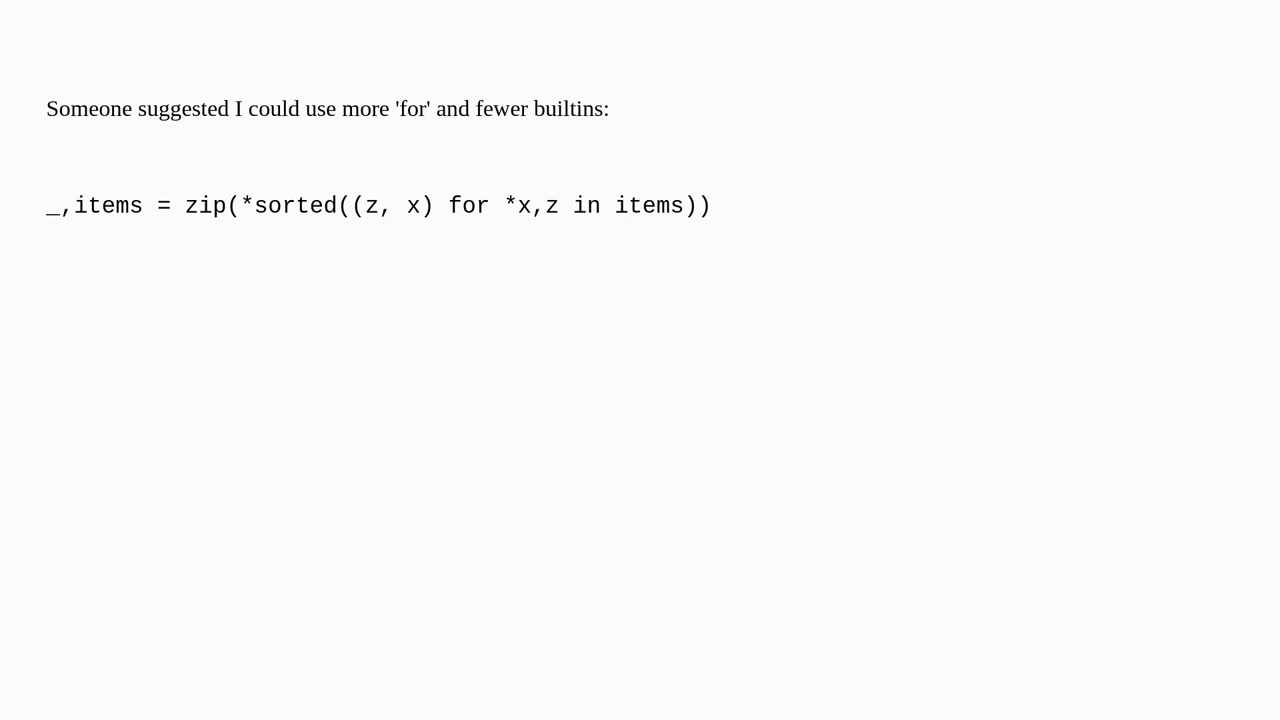 Someone suggested I could use more 'for' and fewer builtins:
_,items = zip(*sorted((z, x) for *x,z in items))